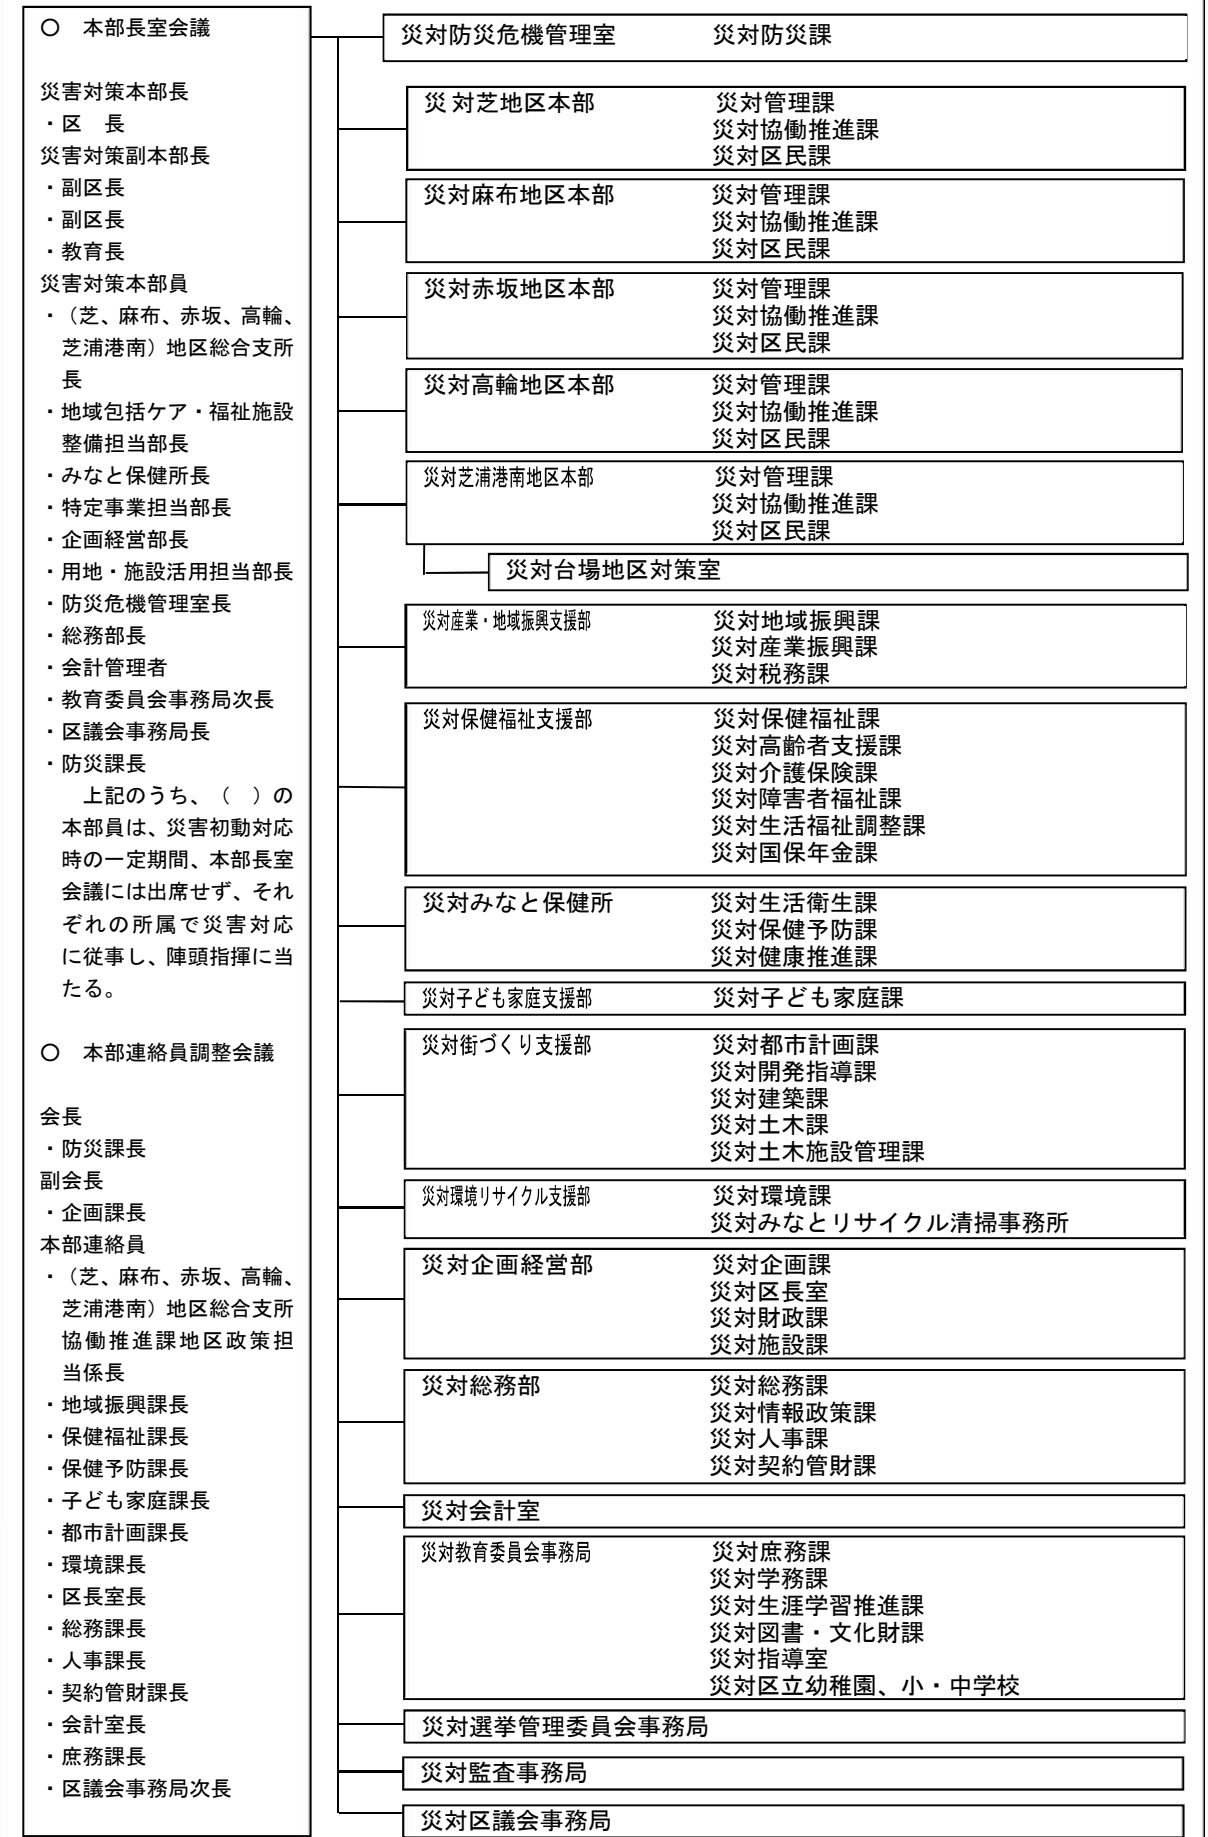 〇　本部長室会議
災害対策本部長
・区　長
災害対策副本部長
・副区長
・副区長
・教育長
災害対策本部員
・（芝、麻布、赤坂、高輪、
芝浦港南）地区総合支所
長
・地域包括ケア・福祉施設
整備担当部長
・みなと保健所長
・特定事業担当部長
・企画経営部長
・用地・施設活用担当部長
・防災危機管理室長
・総務部長
・会計管理者
・教育委員会事務局次長
・区議会事務局長
・防災課長
上記のうち、（　）の
本部員は、災害初動対応
時の一定期間、本部長室
会議には出席せず、それ
ぞれの所属で災害対応
に従事し、陣頭指揮に当
たる。
〇　本部連絡員調整会議
会長
・防災課長
副会長
・企画課長
本部連絡員
・（芝、麻布、赤坂、高輪、
芝浦港南）地区総合支所
協働推進課地区政策担
当係長
・地域振興課長
・保健福祉課長
・保健予防課長
・子ども家庭課長
・都市計画課長
・環境課長
・区長室長
・総務課長
・人事課長
・契約管財課長
・会計室長
・庶務課長
・区議会事務局次長
災対防災危機管理室　災対防災課
災対芝地区本部　災対管理課
災対協働推進課
災対区民課
災対麻布地区本部　災対管理課
災対協働推進課
災対区民課
災対赤坂地区本部　災対管理課
災対協働推進課
災対区民課
災対高輪地区本部　災対管理課
災対協働推進課
災対区民課
災対芝浦港南地区本部　災対管理課
災対協働推進課
災対区民課
災対台場地区対策室
災対産業・地域振興支援部　災対地域振興課
災対産業振興課
災対税務課
災対保健福祉支援部　災対保健福祉課
災対高齢者支援課
災対介護保険課
災対障害者福祉課
災対生活福祉調整課
災対国保年金課
災対みなと保健所　災対生活衛生課
災対保健予防課
災対健康推進課
災対子ども家庭支援部　災対子ども家庭課
災対街づくり支援部　災対都市計画課
災対開発指導課
災対建築課
災対土木課
災対土木施設管理課
災対環境リサイクル支援部　災対環境課
災対みなとリサイクル清掃事務所
災対企画経営部　災対企画課
災対区長室
災対財政課
災対施設課
災対総務部　災対総務課
災対情報政策課
災対人事課
災対契約管財課
災対会計室
災対教育委員会事務局　災対庶務課
災対学務課
災対生涯学習推進課
災対図書・文化財課
災対指導室
災対区立幼稚園、小・中学校
災対選挙管理委員会事務局
災対監査事務局
災対区議会事務局